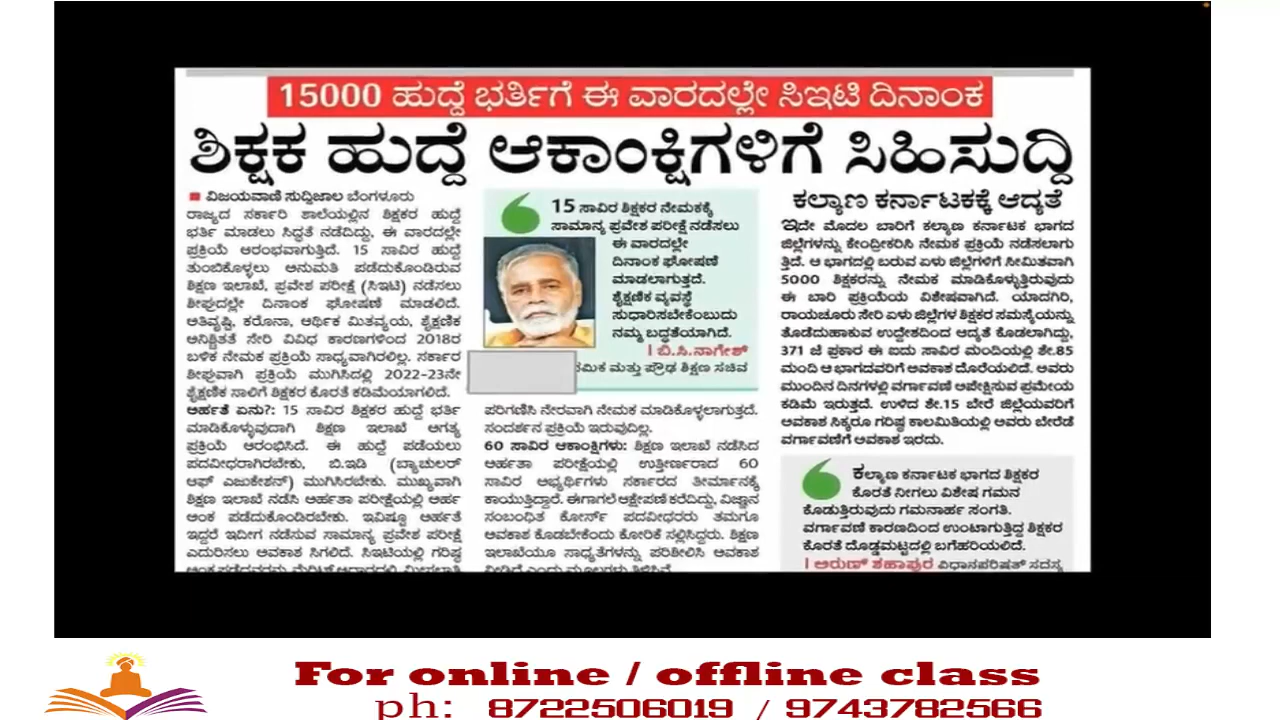 15000 ಹುದ್ದೆ ಭರ್ತಿಗೆ ಈ ವಾರದಲ್ಲೇ ಸಿಇಟಿ ದಿನಾಂಕ
ಶಿಕ್ಷಕ ಹುದ್ದೆ ಆಕಾಂಕ್ಷಿಗಳಿಗೆ ಸಿಹಿಸುದ್ದಿ
ವಿಜಯವಾಣಿ ಸುದ್ದಿಜಾಲ ಬೆಂಗಳೂರು
ರಾಜ್ಯದ ಸರ್ಕಾರಿ ಶಾಲೆಯಲ್ಲಿನ ಶಿಕ್ಷಕರ ಹುದ್ದೆ
ಭರ್ತಿ ಮಾಡಲು ಸಿದ್ಧತೆ ನಡೆದಿದ್ದು, ಈ ವಾರದಲ್ಲೇ
ಪ್ರಕ್ರಿಯೆ ಆರಂಭವಾಗುತ್ತಿದೆ. 15 ಸಾವಿರ ಹುದ್ದೆ
ತುಂಬಿಕೊಳ್ಳಲು ಅನುಮತಿ ಪಡೆದುಕೊಂಡಿರುವ
ಶಿಕ್ಷಣ ಇಲಾಖೆ, ಪ್ರವೇಶ ಪರೀಕ್ಷೆ (ಸಿಇಟಿ) ನಡೆಸಲು
ಶೀಘ್ರದಲ್ಲೇ ದಿನಾಂಕ ಘೋಷಣೆ ಮಾಡಲಿದೆ.
ಅತಿವೃಷ್ಟಿ, ಕರೊನಾ, ಆರ್ಥಿಕ ಮಿತವ್ಯಯ, ಶೈಕ್ಷಣಿಕ
ಅನಿಶ್ಚಿತತೆ ಸೇರಿ ವಿವಿಧ ಕಾರಣಗಳಿಂದ 2018ರ
ಬಳಿಕ ನೇಮಕ ಪ್ರಕ್ರಿಯೆ ಸಾಧ್ಯವಾಗಿರಲಿಲ್ಲ. ಸರ್ಕಾರ
ಶೀಘ್ರವಾಗಿ ಪ್ರಕ್ರಿಯೆ ಮುಗಿಸಿದಲ್ಲಿ 2022-23ನೇ
ಶೈಕ್ಷಣಿಕ ಸಾಲಿಗೆ ಶಿಕ್ಷಕರ ಕೊರತೆ ಕಡಿಮೆಯಾಗಲಿದೆ.
ಅರ್ಹತೆ ಏನು?: 15 ಸಾವಿರ ಶಿಕ್ಷಕರ ಹುದ್ದೆ ಭರ್ತಿ
ಮಾಡಿಕೊಳ್ಳುವುದಾಗಿ ಶಿಕ್ಷಣ ಇಲಾಖೆ ಅಗತ್ಯ
ಪ್ರಕ್ರಿಯೆ ಆರಂಭಿಸಿದೆ. ಈ ಹುದ್ದೆ ಪಡೆಯಲು
ಪದವೀಧರಾಗಿರಬೇಕು, ಬಿ.ಇಡಿ (ಬ್ಯಾಚುಲರ್
ಆಫ್ ಎಜುಕೇಶನ್) ಮುಗಿಸಿರಬೇಕು. ಮುಖ್ಯವಾಗಿ
ಶಿಕ್ಷಣ ಇಲಾಖೆ ನಡೆಸಿ ಅರ್ಹತಾ ಪರೀಕ್ಷೆಯಲ್ಲಿ ಅರ್ಹ
ಅಂಕ ಪಡೆದುಕೊಂಡಿರಬೇಕು. ಇವಿಷ್ಟೂ ಅರ್ಹತೆ
ಇದ್ದರೆ ಇದೀಗ ನಡೆಸುವ ಸಾಮಾನ್ಯ ಪ್ರವೇಶ ಪರೀಕ್ಷೆ
ಎದುರಿಸಲು ಅವಕಾಶ ಸಿಗಲಿದೆ. ಸಿಇಟಿಯಲ್ಲಿ ಗರಿಷ್ಠ
15 ಸಾವಿರ ಶಿಕ್ಷಕರ ನೇಮಕಕ್ಕೆ
ಸಾಮಾನ್ಯ ಪ್ರವೇಶ ಪರೀಕ್ಷೆ ನಡೆಸಲು
ಈ ವಾರದಲ್ಲೇ
ದಿನಾಂಕ ಘೋಷಣೆ
ಮಾಡಲಾಗುತ್ತದೆ.
ಶೈಕ್ಷಣಿಕ ವ್ಯವಸ್ಥೆ
ಸುಧಾರಿಸಬೇಕೆಂಬುದು
ನಮ್ಮ ಬದ್ಧತೆಯಾಗಿದೆ.
| ಬಿ.ಸಿ.ನಾಗೇಶ್
ಮಿಕ ಮತ್ತು ಪ್ರೌಢ ಶಿಕ್ಷಣ ಸಚಿವ
ಪರಿಗಣಿಸಿ ನೇರವಾಗಿ ನೇಮಕ ಮಾಡಿಕೊಳ್ಳಲಾಗುತ್ತದೆ.
ಸಂದರ್ಶನ ಪ್ರಕ್ರಿಯೆ ಇರುವುದಿಲ್ಲ.
60 ಸಾವಿರ ಆಕಾಂಕ್ಷಿಗಳು: ಶಿಕ್ಷಣ ಇಲಾಖೆ ನಡೆಸಿದ
ಅರ್ಹತಾ ಪರೀಕ್ಷೆಯಲ್ಲಿ ಉತ್ತೀರ್ಣರಾದ 60
ಸಾವಿರ ಅಭ್ಯರ್ಥಿಗಳು ಸರ್ಕಾರದ ತೀರ್ಮಾನಕ್ಕೆ
ಕಾಯುತ್ತಿದ್ದಾರೆ. ಈಗಾಗಲೆ ಆಕ್ಷೇಪಣೆ ಕರೆದಿದ್ದು, ವಿಜ್ಞಾನ
ಸಂಬಂಧಿತ ಕೋರ್ಸ್ ಪದವೀಧರರು ತಮಗೂ
ಅವಕಾಶ ಕೊಡಬೇಕೆಂದು ಕೋರಿಕೆ ಸಲ್ಲಿಸಿದ್ದರು. ಶಿಕ್ಷಣ
ಇಲಾಖೆಯೂ ಸಾಧ್ಯತೆಗಳನ್ನು ಪರಿಶೀಲಿಸಿ ಅವಕಾಶ
ಕಲ್ಯಾಣ ಕರ್ನಾಟಕಕ್ಕೆ ಆದ್ಯತೆ
ಇದೇ ಮೊದಲ ಬಾರಿಗೆ ಕಲ್ಯಾಣ ಕರ್ನಾಟಕ ಭಾಗದ
ಜಿಲ್ಲೆಗಳನ್ನು ಕೇಂದ್ರೀಕರಿಸಿ ನೇಮಕ ಪ್ರಕ್ರಿಯೆ ನಡೆಸಲಾಗು
ತ್ತಿದೆ. ಆ ಭಾಗದಲ್ಲಿ ಬರುವ ಏಳು ಜಿಲ್ಲೆಗಳಿಗೆ ಸೀಮಿತವಾಗಿ
5000 ಶಿಕ್ಷಕರನ್ನು ನೇಮಕ ಮಾಡಿಕೊಳ್ಳುತ್ತಿರುವುದು
ಈ ಬಾರಿ ಪ್ರಕ್ರಿಯೆಯ ವಿಶೇಷವಾಗಿದೆ. ಯಾದಗಿರಿ,
ರಾಯಚೂರು ಸೇರಿ ಏಳು ಜಿಲ್ಲೆಗಳ ಶಿಕ್ಷಕರ ಸಮಸ್ಯೆಯನ್ನು
ತೊಡೆದುಹಾಕುವ ಉದ್ದೇಶದಿಂದ ಆದ್ಯತೆ ಕೊಡಲಾಗಿದ್ದು,
371 ಜೆ ಪ್ರಕಾರ ಈ ಐದು ಸಾವಿರ ಮಂದಿಯಲ್ಲಿ ಶೇ.85
ಮಂದಿ ಆ ಭಾಗದವರಿಗೆ ಅವಕಾಶ ದೊರೆಯಲಿದೆ. ಅವರು
ಮುಂದಿನ ದಿನಗಳಲ್ಲಿ ವರ್ಗಾವಣೆ ಅಪೇಕ್ಷಿಸುವ ಪ್ರಮೇಯ
ಕಡಿಮೆ ಇರುತ್ತದೆ. ಉಳಿದ ಶೇ.15 ಬೇರೆ ಜಿಲ್ಲೆಯವರಿಗೆ
ಅವಕಾಶ ಸಿಕ್ಕರೂ ಗರಿಷ್ಠ ಕಾಲಮಿತಿಯಲ್ಲಿ ಅವರು ಬೇರೆಡೆ
ವರ್ಗಾವಣೆಗೆ ಅವಕಾಶ ಇರದು.
ಕಲ್ಯಾಣ ಕರ್ನಾಟಕ ಭಾಗದ ಶಿಕ್ಷಕರ
ಕೊರತೆ ನೀಗಲು ವಿಶೇಷ ಗಮನ
ಕೊಡುತ್ತಿರುವುದು ಗಮನಾರ್ಹ ಸಂಗತಿ.
ವರ್ಗಾವಣೆ ಕಾರಣದಿಂದ ಉಂಟಾಗುತ್ತಿದ್ದ ಶಿಕ್ಷಕರ
ಕೊರತೆ ದೊಡ್ಡಮಟ್ಟದಲ್ಲಿ ಬಗೆಹರಿಯಲಿದೆ.
| ಅರುಣ್ ಶಹಾಪುರ ವಿಧಾನಪರಿಷತ್ ಸದಸ್ಯ
For online / offline class
ph: 8722506019 / 9743782566